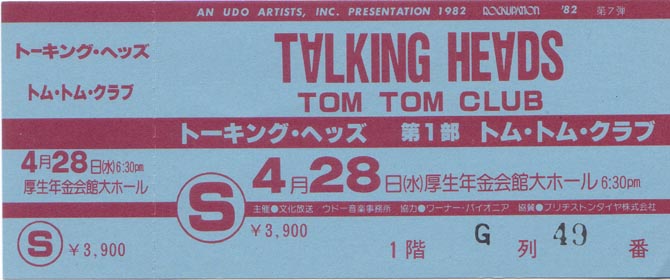 トーキング・ヘッズ
トム・トム・クラブ
4月28日(水)6:30pm
厚生年金会館大ホール
S ¥3,900
AN UDO ARTISTS, INC. PRESENTATION 1982 ROCKUPATION '82 第7弾
TALKING HEADS
TOM TOM CLUB
トーキング・ヘッズ 第1部 トム・トム・クラブ
S 4月28日(水)厚生年金会館大ホール6:30pm
主催●文化放送 ウドー音楽事務所 協力●ワーナー・パイオニア 協賛●ブリヂストンタイヤ株式会社
¥3,900
1階 G 列 49 番